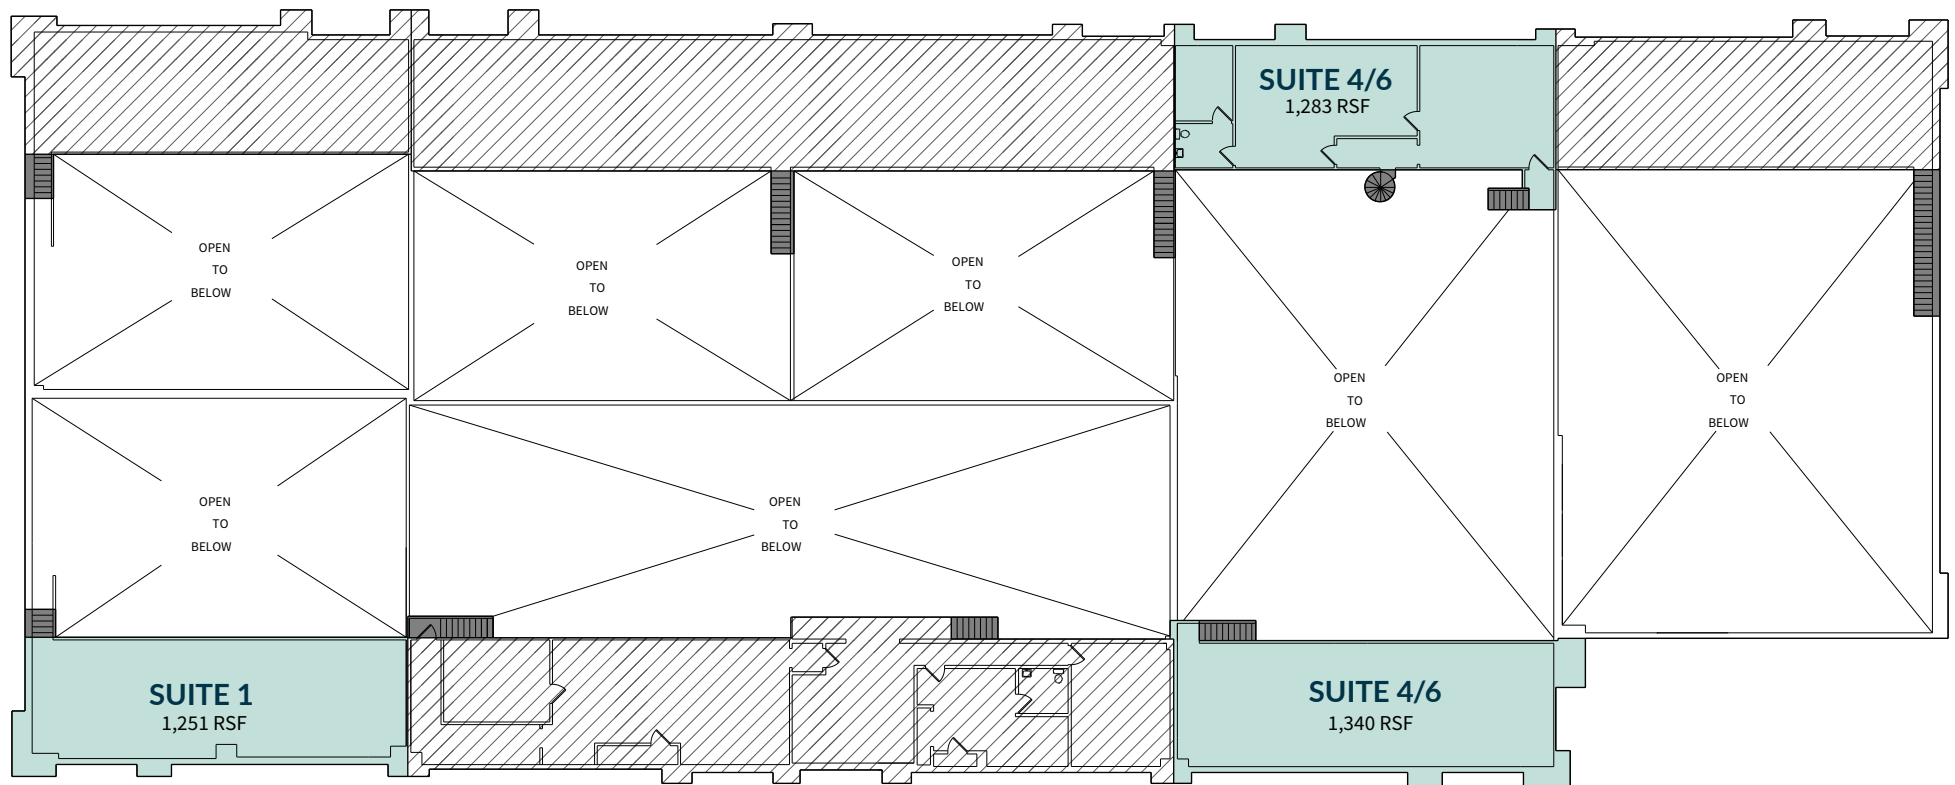 SUITE 4/6
1,283 RSF
OPEN
TO
BELOW
OPEN
TO
BELOW
OPEN
TO
BELOW
OPEN
TO
BELOW
OPEN
TO
BELOW
OPEN
TO
BELOW
OPEN
TO
BELOW
SUITE 1
1,251 RSF
SUITE 4/6
1,340 RSF